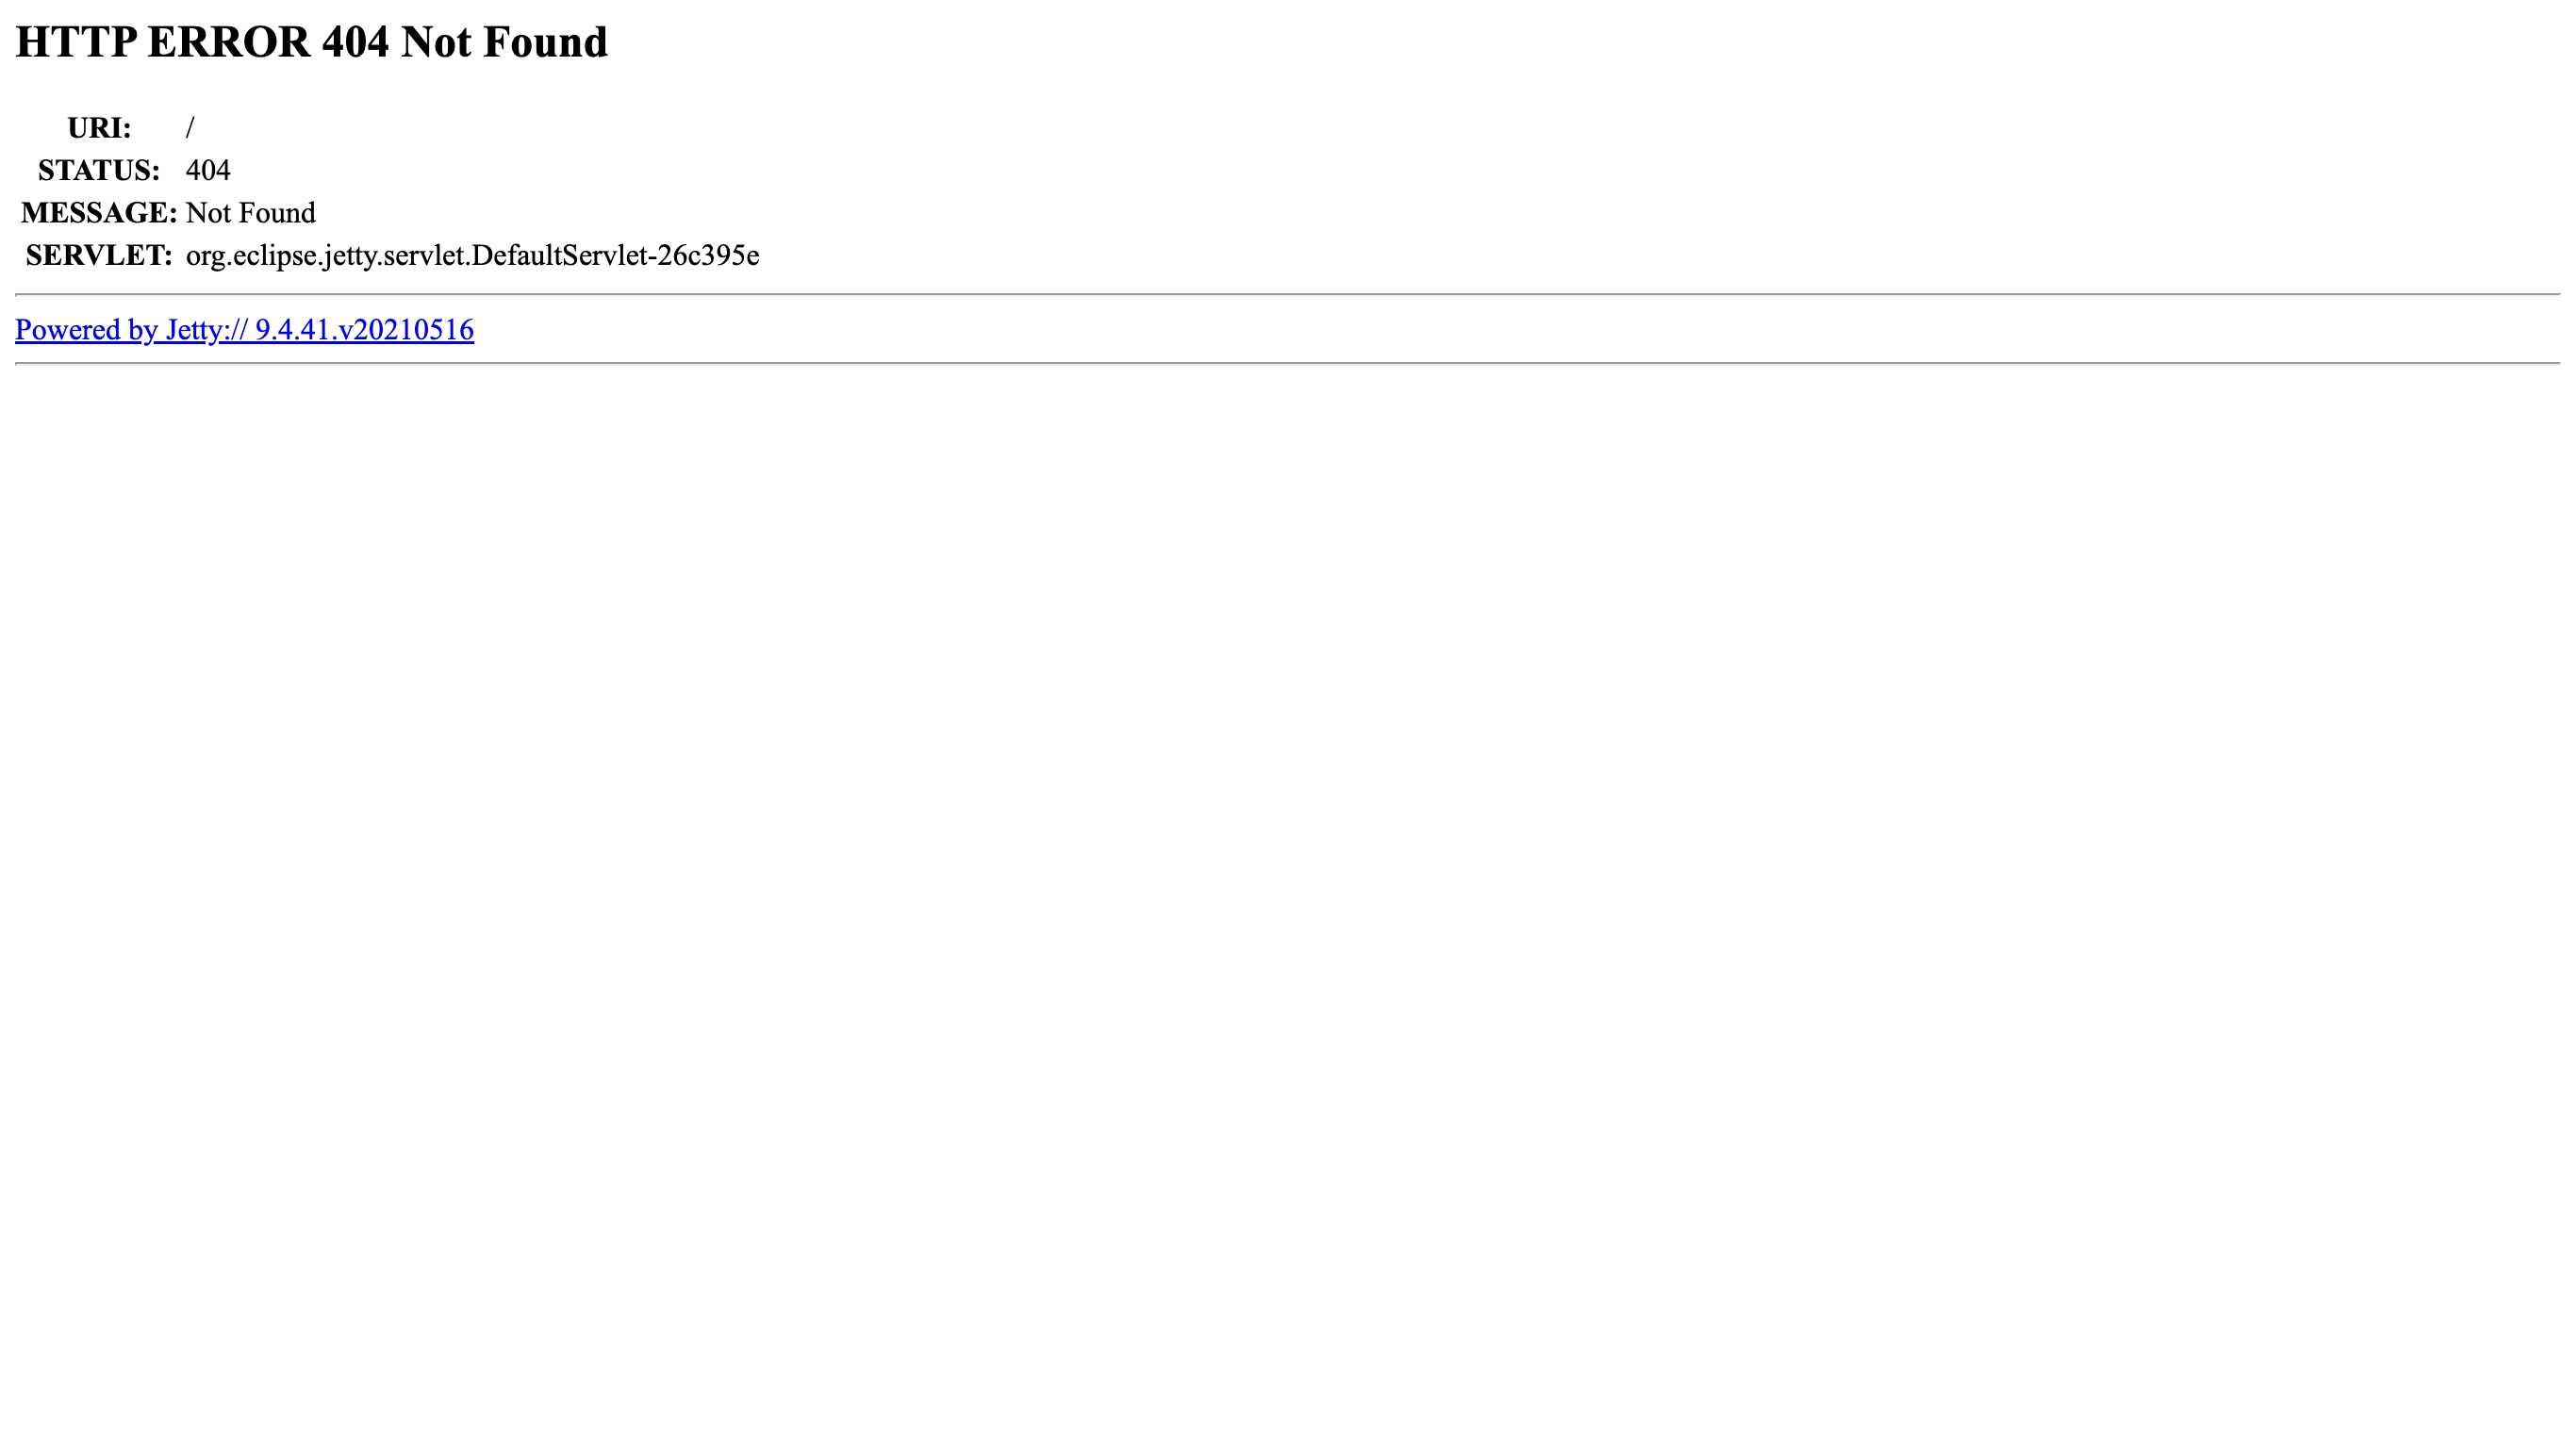 HTTP ERROR 404 Not Found
URI: /
STATUS: 404
MESSAGE: Not Found
SERVLET: org.eclipse.jetty.servlet.DefaultServlet-26c395e
Powered by Jetty:// 9.4.41.v20210516